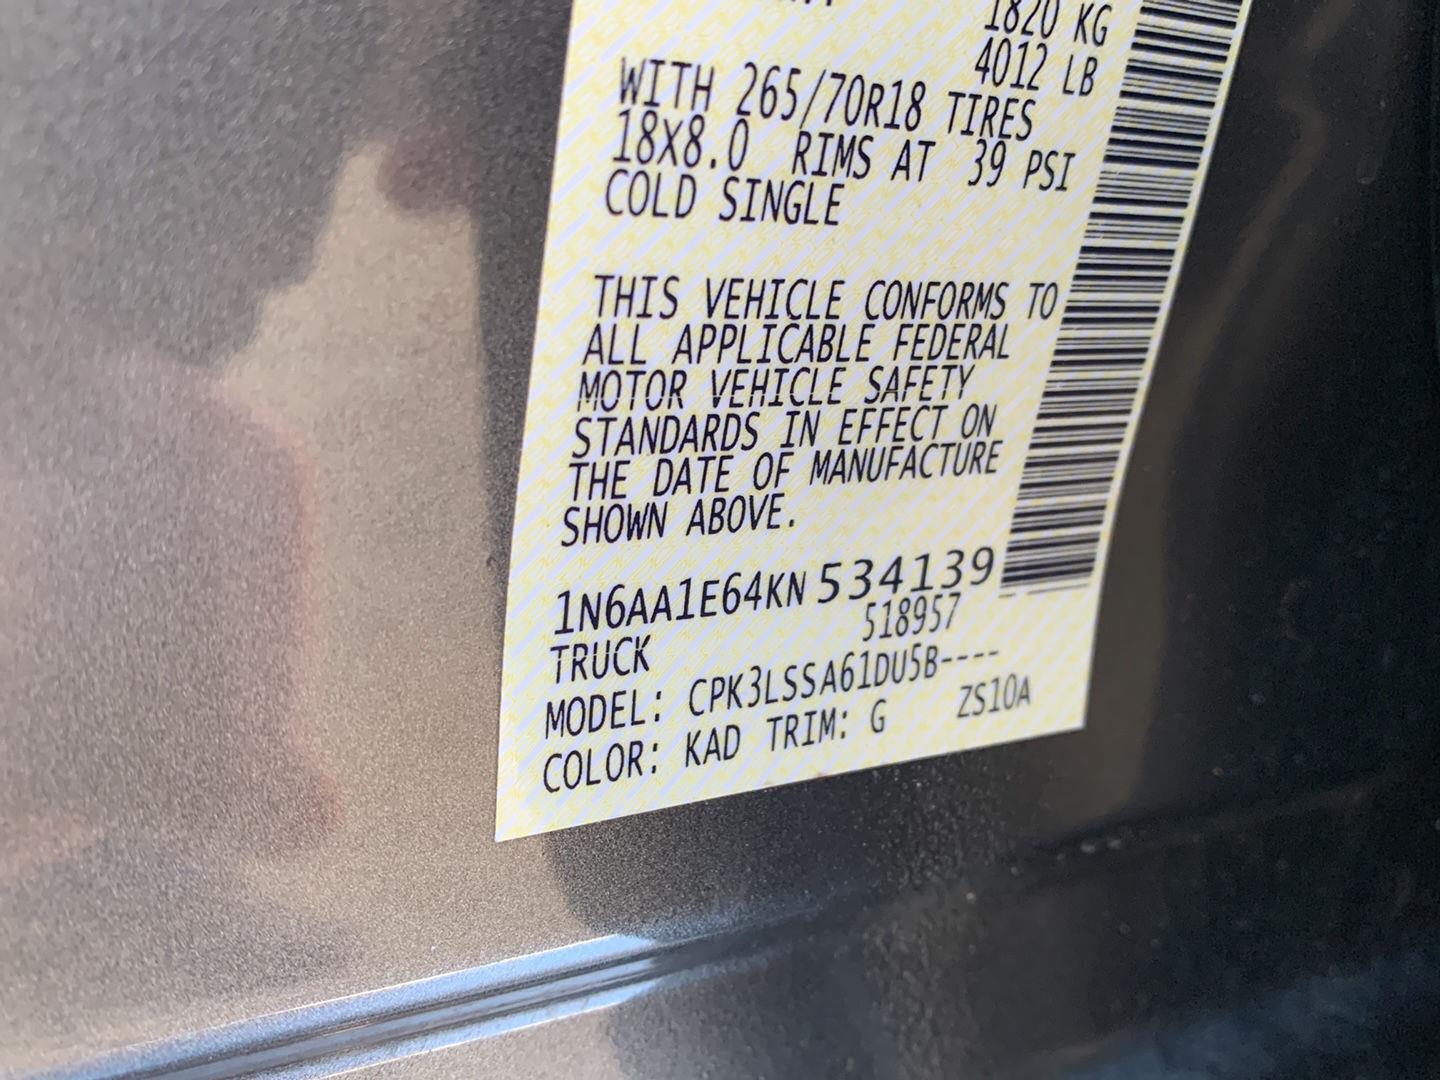 1820 KG
4012 LB
WITH 265/70R18 TIRES
18X8.0 RIMS AT 39 PSI
COLD SINGLE
THIS VEHICLE CONFORMS TO
ALL APPLICABLE FEDERAL
MOTOR VEHICLE SAFETY
STANDARDS IN EFFECT ON
THE DATE OF MANUFACTURE
SHOWN ABOVE.
1N6AA1E64KN534139
518957
TRUCK
MODEL: CPK3LSSA61DU5B----
COLOR: KAD TRIM: G ZS10A